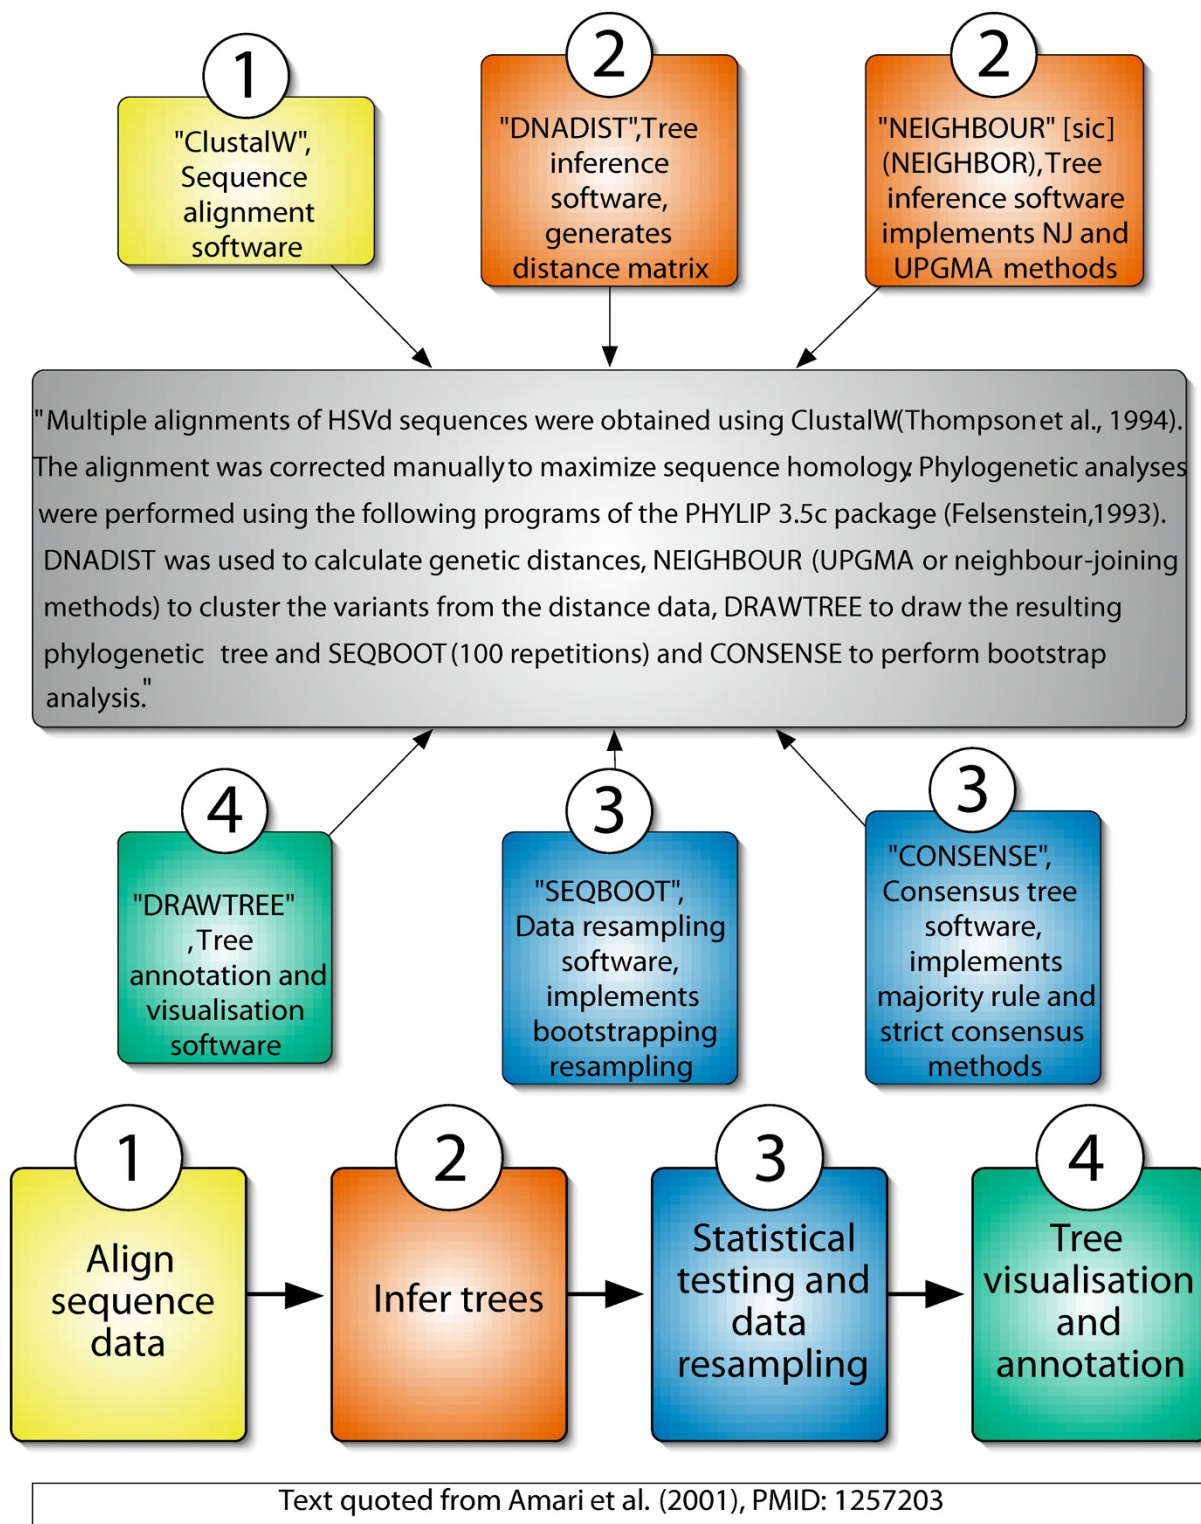 1
"ClustalW",
Sequence
alignment
software
2
"DNADIST",Tree
inference
software,
generates
distance matrix
2
"NEIGHBOUR" [sic]
(NEIGHBOR), Tree
inference software
implements NJ and
UPGMA methods
"Multiple alignments of HSVd sequences were obtained using ClustalW(Thompson et al., 1994).
The alignment was corrected manually to maximize sequence homology. Phylogenetic analyses
were performed using the following programs of the PHYLIP 3.5c package (Felsenstein,1993).
DNADIST was used to calculate genetic distances, NEIGHBOUR (UPGMA or neighbour-joining
methods) to cluster the variants from the distance data, DRAWTREE to draw the resulting
phylogenetic tree and SEQBOOT (100 repetitions) and CONSENSE to perform bootstrap
analysis."
4
"DRAWTREE"
,Tree
annotation and
visualisation
software
3
"SEQBOOT",
Data resampling
software,
implements
bootstrapping
resampling
3
"CONSENSE",
Consensus tree
software,
implements
majority rule and
strict consensus
methods
1
Align
sequence
data
2
Infer trees
3
Statistical
testing and
data
resampling
4
Tree
visualisation
and
annotation
Text quoted from Amari et al. (2001), PMID: 1257203